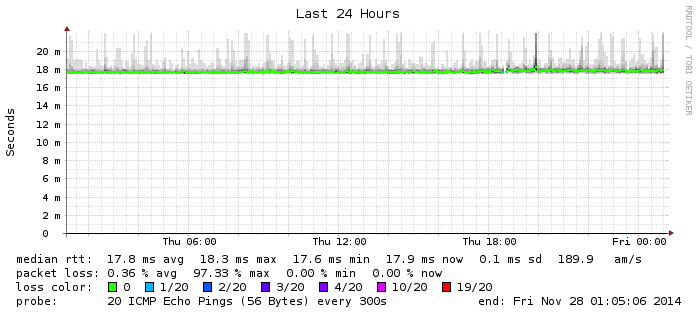 Last 24 Hours
RRDTOOL / TOBI OETIKER
Seconds
20 m
18 m
16 m
14 m
12 m
10 m
8 m
6 m
4 m
2 m
0
Thu 06:00 Thu 12:00 Thu 18:00 Fri 00:00
median rtt: 17.8 ms avg 18.3 ms max 17.6 ms min 17.9 ms now 0.1 ms sd 189.9 am/s
packet loss: 0.36 % avg 97.33 % max 0.00 % min 0.00 % now
loss color: 0 1/20 2/20 3/20 4/20 10/20 19/20
probe: 20 ICMP Echo Pings (56 Bytes) every 300s end: Fri Nov 28 01:05:06 2014